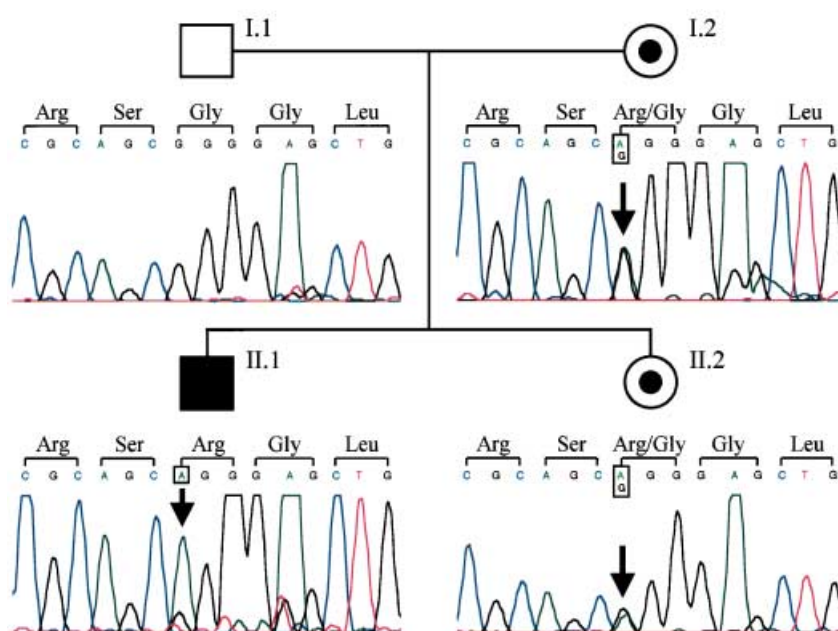 I.1
I.2
Arg Ser Gly Gly Leu
C G C A G C G G G G A G C T G
Arg Ser Arg/Gly Gly Leu
C G C A G C A G G G A G C T G
G
II.1
II.2
Arg Ser Arg Gly Leu
C G C A G C A G G G A G C T G
Arg Ser Arg/Gly Gly Leu
C G C A G C A G G G A G C T G
G